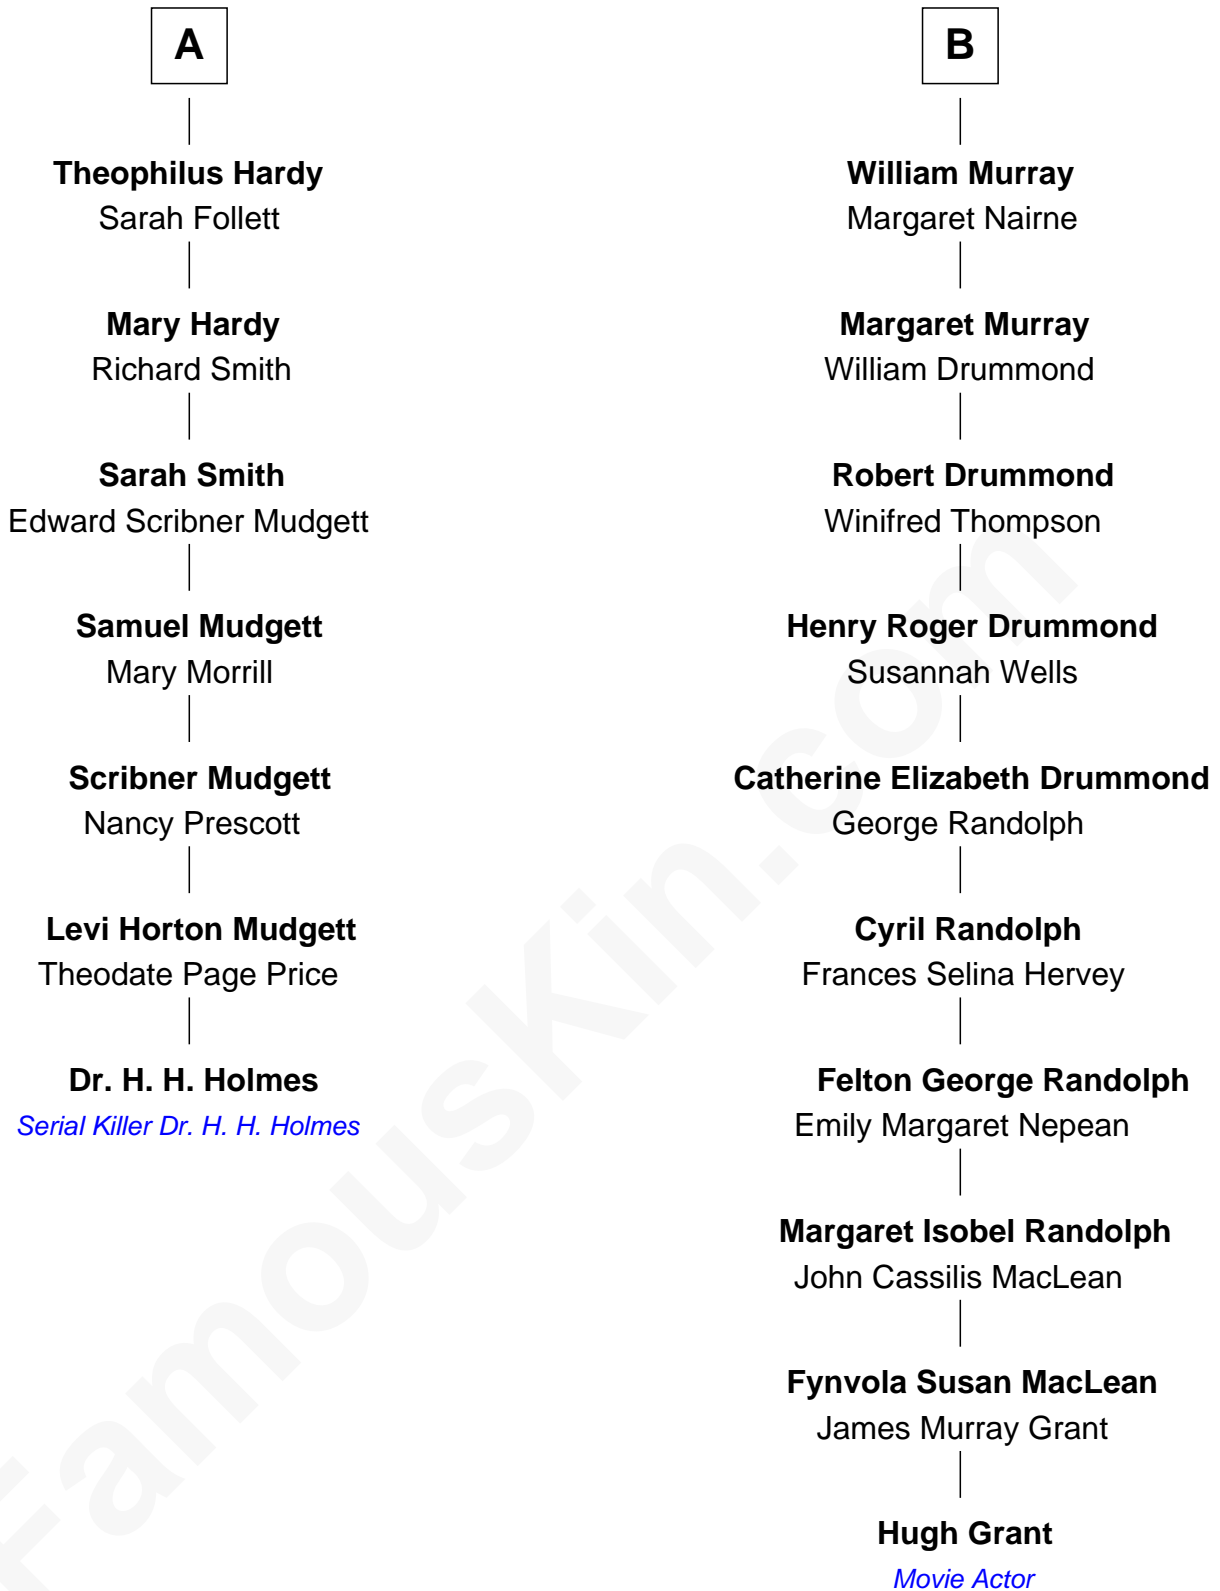 A
Theophilus Hardy
Sarah Follett
Mary Hardy
Richard Smith
Sarah Smith
Edward Scribner Mudgett
Samuel Mudgett
Mary Morrill
Scribner Mudgett
Nancy Prescott
Levi Horton Mudgett
Theodate Page Price
Dr. H. H. Holmes
Serial Killer Dr. H. H. Holmes
B
William Murray
Margaret Nairne
Margaret Murray
William Drummond
Robert Drummond
Winifred Thompson
Henry Roger Drummond
Susannah Wells
Catherine Elizabeth Drummond
George Randolph
Cyril Randolph
Frances Selina Hervey
Felton George Randolph
Emily Margaret Nepean
Margaret Isobel Randolph
John Cassilis MacLean
Fynvola Susan MacLean
James Murray Grant
Hugh Grant
Movie Actor
FamousKin.com